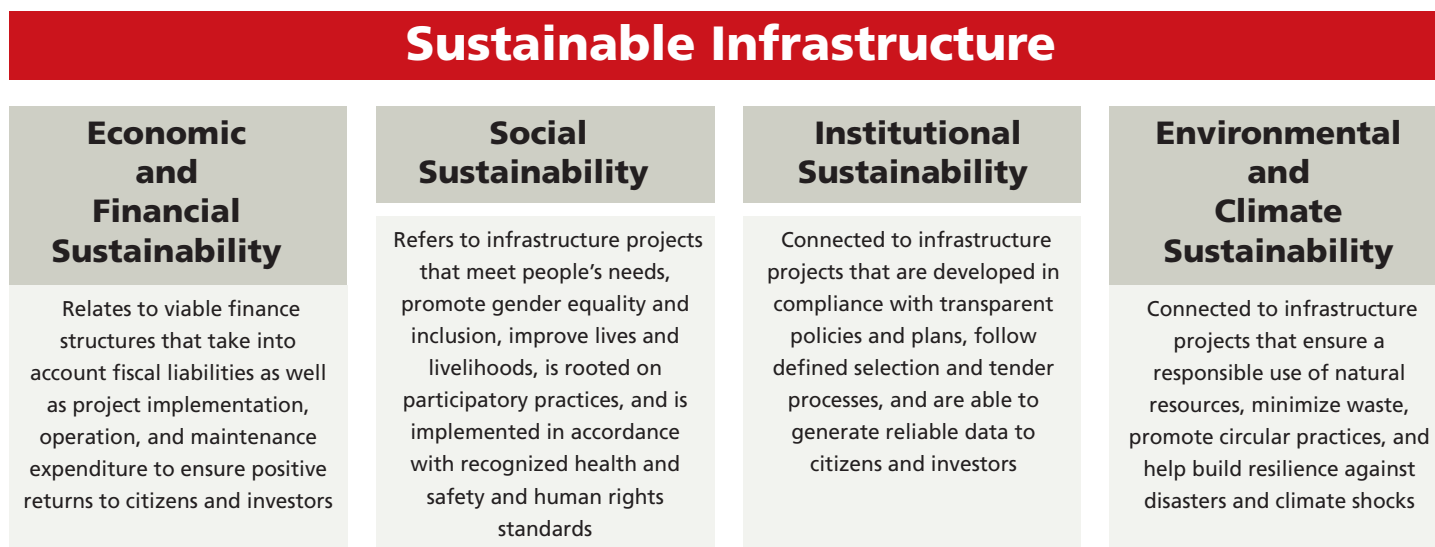 Sustainable Infrastructure
Economic
and
Financial
Sustainability
Relates to viable finance
structures that take into
account fiscal liabilities as well
as project implementation,
operation, and maintenance
expenditure to ensure positive
returns to citizens and investors
Social
Sustainability
Refers to infrastructure projects
that meet people’s needs,
promote gender equality and
inclusion, improve lives and
livelihoods, is rooted on
participatory practices, and is
implemented in accordance
with recognized health and
safety and human rights
standards
Institutional
Sustainability
Connected to infrastructure
projects that are developed in
compliance with transparent
policies and plans, follow
defined selection and tender
processes, and are able to
generate reliable data to
citizens and investors
Environmental
and
Climate
Sustainability
Connected to infrastructure
projects that ensure a
responsible use of natural
resources, minimize waste,
promote circular practices, and
help build resilience against
disasters and climate shocks